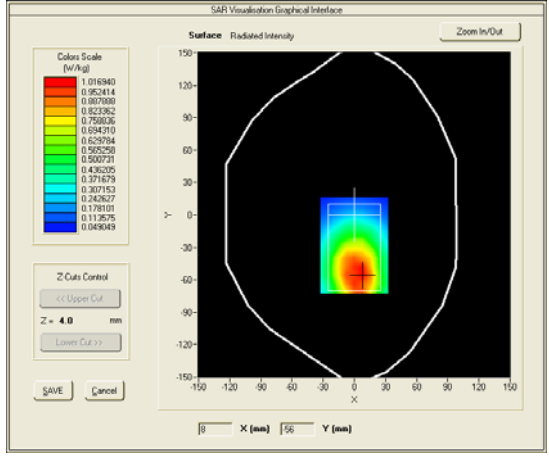 SAR Visualisation Graphical Interface
Surface Radiated Intensity
Zoom In/Out
Colors Scale
(W/kg)
1.016940
0.952414
0.887888
0.823362
0.758836
0.694310
0.629784
0.565258
0.500731
0.436205
0.371679
0.307153
0.242627
0.178101
0.113575
0.049049
Z Cuts Control
<< Upper Cut
Z = 4.0 mm
Lower Cut >>
SAVE Cancel
150
120
90
60
30
0
-30
-60
-90
-120
-150
Y
-150 -120 -90 -60 -30 0 30 60 90 120 150
X
8 X (mm) -56 Y (mm)